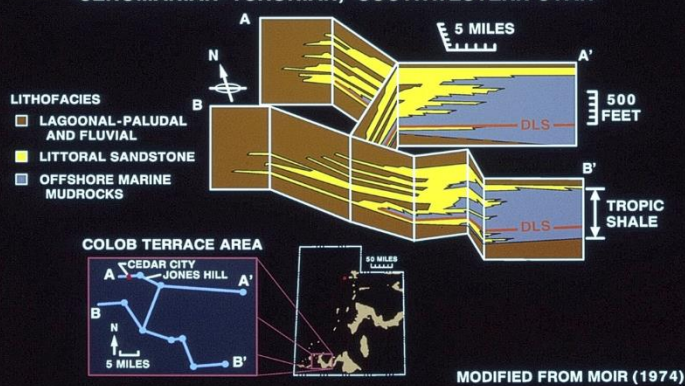 A
5 MILES
A'
N
LITHOFACIES
B
500
FEET
LAGOONAL-PALUDAL
AND FLUVIAL
DLS
LITTORAL SANDSTONE
OFFSHORE MARINE
MUDROCKS
B'
TROPIC
SHALE
DLS
COLOB TERRACE AREA
CEDAR CITY
A
JONES HILL
A'
50 MILES
B
N
5 MILES
B'
MODIFIED FROM MOIR (1974)